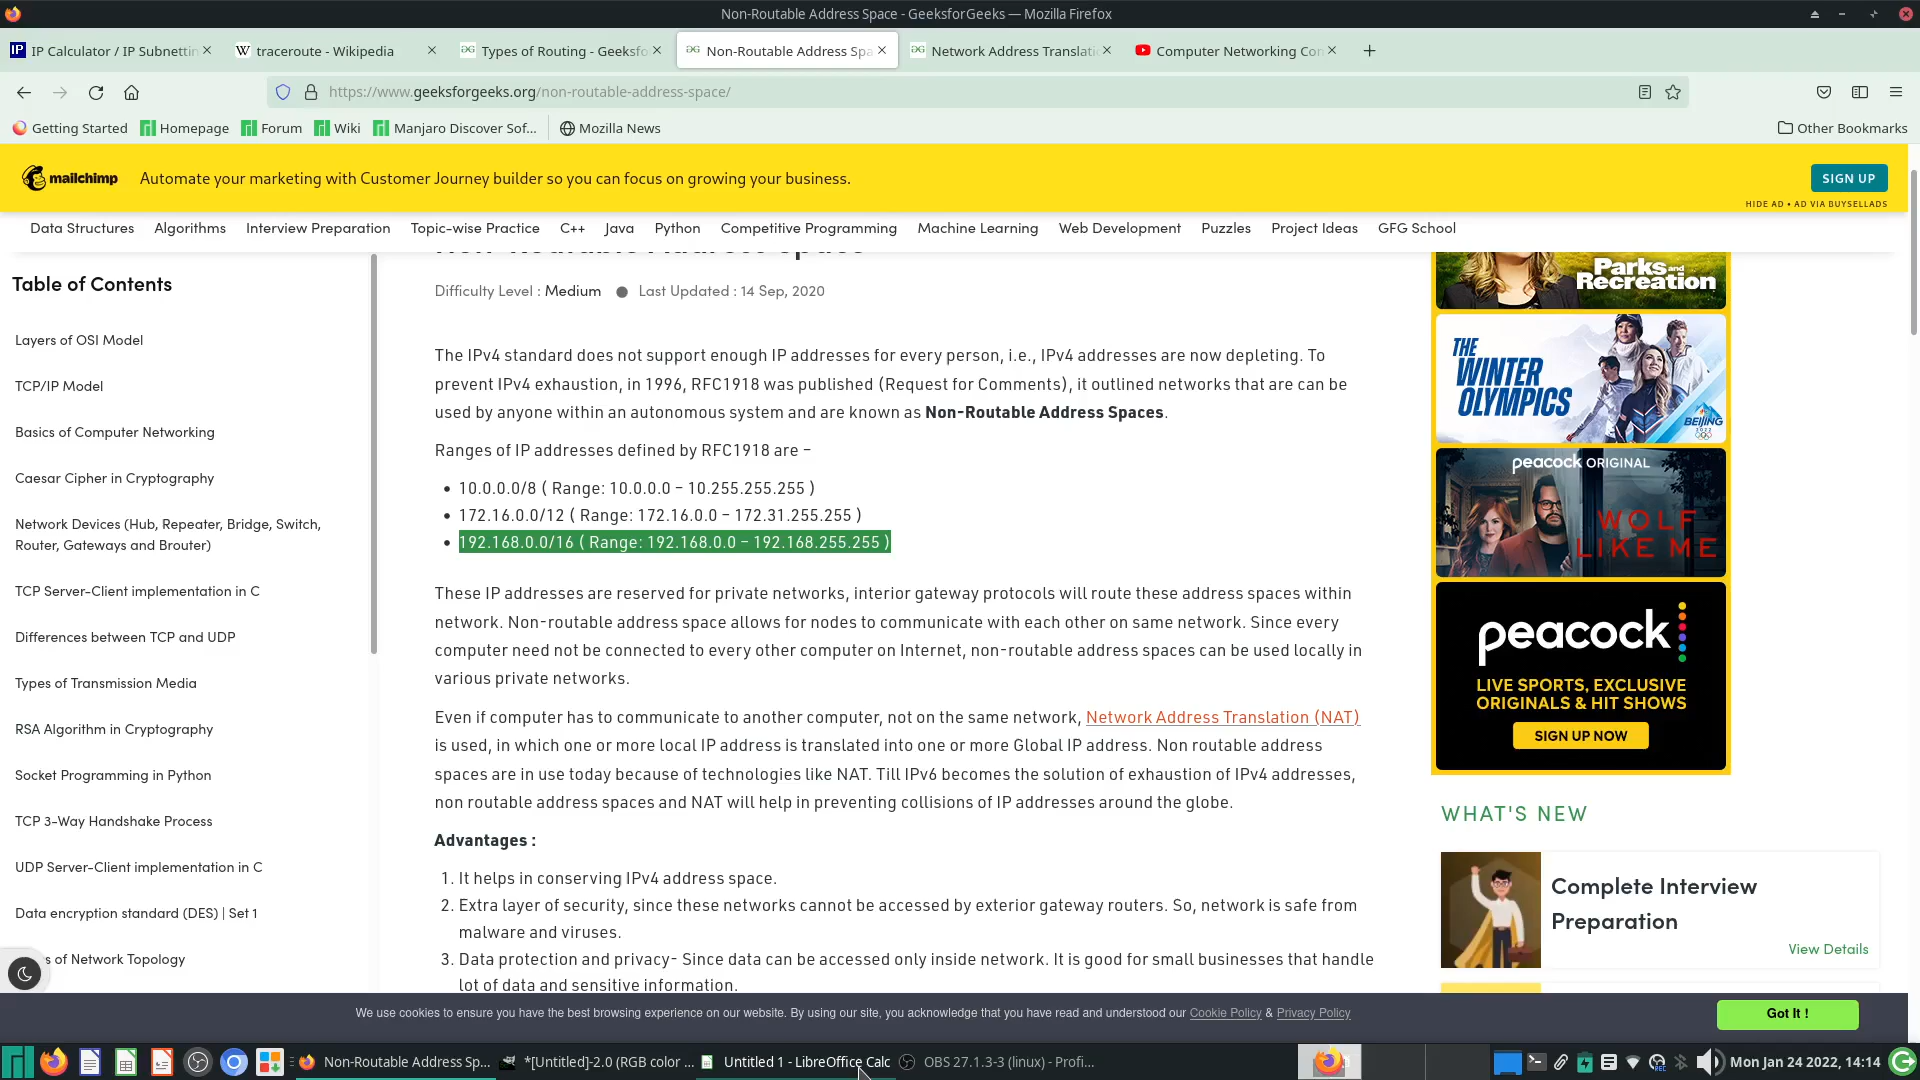 Non-Routable Address Space - GeeksforGeeks — Mozilla Firefox
IP Calculator / IP Subnettin
traceroute - Wikipedia
Types of Routing - Geeksfo
Non-Routable Address Spa
Network Address Translati
Computer Networking Co
https://www.geeksforgeeks.org/non-routable-address-space/
Getting Started
Homepage
Forum
Wiki
Manjaro Discover Sof...
Mozilla News
Other Bookmarks
mailchimp
Automate your marketing with Customer Journey builder so you can focus on growing your business.
SIGN UP
HIDE AD • AD VIA BUYSELLADS
Data Structures
Algorithms
Interview Preparation
Topic-wise Practice
C++
Java
Python
Competitive Programming
Machine Learning
Web Development
Puzzles
Project Ideas
GFG School
Table of Contents
Layers of OSI Model
TCP/IP Model
Basics of Computer Networking
Caesar Cipher in Cryptography
Network Devices (Hub, Repeater, Bridge, Switch,
Router, Gateways and Brouter)
TCP Server-Client implementation in C
Differences between TCP and UDP
Types of Transmission Media
RSA Algorithm in Cryptography
Socket Programming in Python
TCP 3-Way Handshake Process
UDP Server-Client implementation in C
Data encryption standard (DES) | Set 1
s of Network Topology
Non-Routable Address Space
Difficulty Level : Medium ● Last Updated : 14 Sep, 2020
The IPv4 standard does not support enough IP addresses for every person, i.e., IPv4 addresses are now depleting. To
prevent IPv4 exhaustion, in 1996, RFC1918 was published (Request for Comments), it outlined networks that are can be
used by anyone within an autonomous system and are known as Non-Routable Address Spaces.
Ranges of IP addresses defined by RFC1918 are –
• 10.0.0.0/8 ( Range: 10.0.0.0 – 10.255.255.255 )
• 172.16.0.0/12 ( Range: 172.16.0.0 – 172.31.255.255 )
• 192.168.0.0/16 ( Range: 192.168.0.0 – 192.168.255.255 )
These IP addresses are reserved for private networks, interior gateway protocols will route these address spaces within
network. Non-routable address space allows for nodes to communicate with each other on same network. Since every
computer need not be connected to every other computer on Internet, non-routable address spaces can be used locally in
various private networks.
Even if computer has to communicate to another computer, not on the same network, Network Address Translation (NAT)
is used, in which one or more local IP address is translated into one or more Global IP address. Non routable address
spaces are in use today because of technologies like NAT. Till IPv6 becomes the solution of exhaustion of IPv4 addresses,
non routable address spaces and NAT will help in preventing collisions of IP addresses around the globe.
Advantages :
1. It helps in conserving IPv4 address space.
2. Extra layer of security, since these networks cannot be accessed by exterior gateway routers. So, network is safe from
malware and viruses.
3. Data protection and privacy- Since data can be accessed only inside network. It is good for small businesses that handle
lot of data and sensitive information.
Parks and
Recreation
THE
WINTER
OLYMPICS
BEIJING
2022
peacock ORIGINAL
WOLF
LIKE ME
peacock
LIVE SPORTS, EXCLUSIVE
ORIGINALS & HIT SHOWS
SIGN UP NOW
WHAT'S NEW
Complete Interview
Preparation
View Details
We use cookies to ensure you have the best browsing experience on our website. By using our site, you acknowledge that you have read and understood our Cookie Policy & Privacy Policy
Got It !
Non-Routable Address Sp...
*[Untitled]-2.0 (RGB color ...
Untitled 1 - LibreOffice Calc
OBS 27.1.3-3 (linux) - Profi...
Mon Jan 24 2022, 14:14